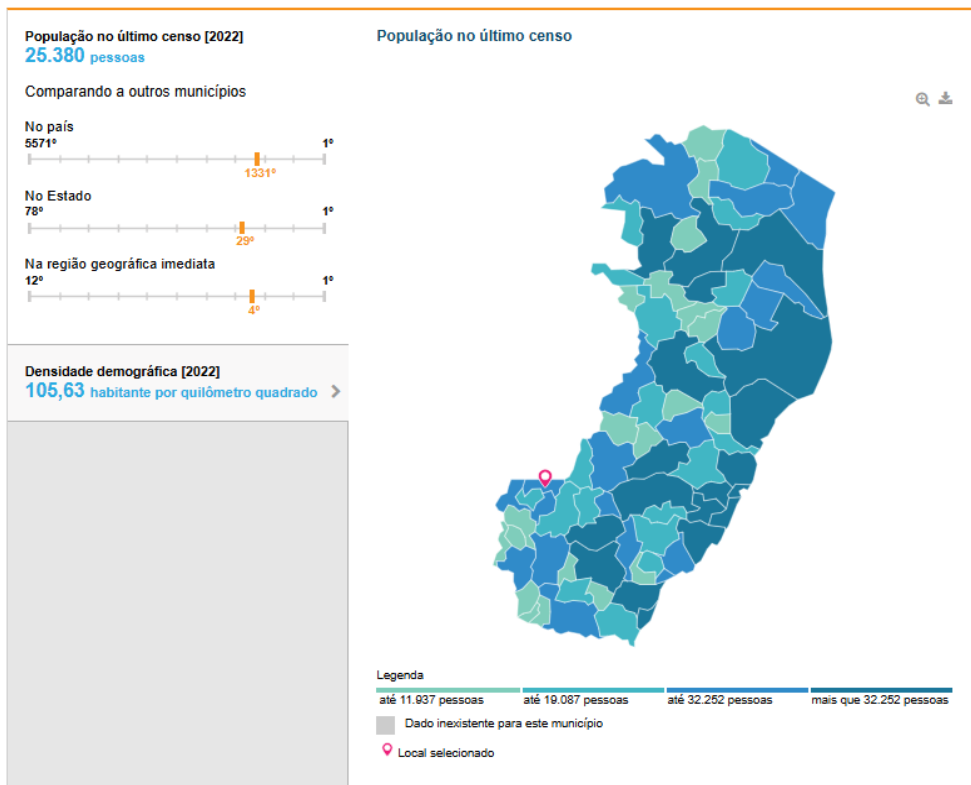 População no último censo [2022]
25.380 pessoas
Comparando a outros municípios
No país
5571º 1º
1331º
No Estado
78º 1º
29º
Na região geográfica imediata
12º 1º
4º
Densidade demográfica [2022]
105,63 habitante por quilômetro quadrado
População no último censo
Legenda
até 11.937 pessoas até 19.087 pessoas até 32.252 pessoas mais que 32.252 pessoas
Dado inexistente para este município
Local selecionado